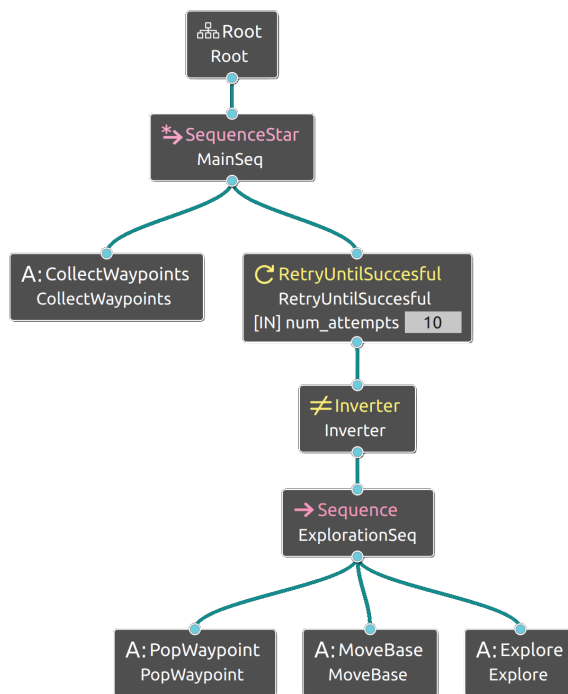 Root
Root
SequenceStar
MainSeq
A: CollectWaypoints
CollectWaypoints
RetryUntilSuccesful
RetryUntilSuccesful
[IN] num_attempts 10
Inverter
Inverter
Sequence
ExplorationSeq
A: PopWaypoint
PopWaypoint
A: MoveBase
MoveBase
A: Explore
Explore